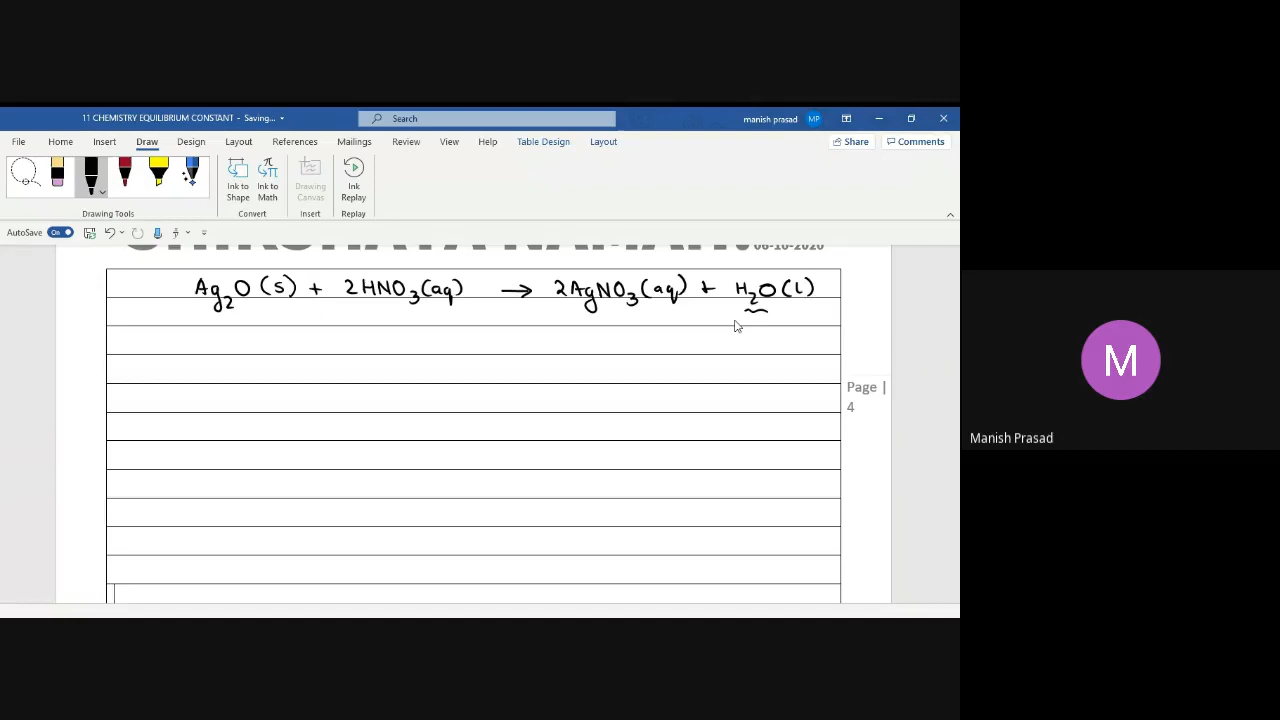 11 CHEMISTRY EQUILIBRIUM CONSTANT - Saving...
Search
manish prasad MP
File Home Insert Draw Design Layout References Mailings Review View Help Table Design Layout
Share Comments
Ink to Shape
Ink to Math
Drawing Canvas
Ink Replay
Drawing Tools Convert Insert Replay
AutoSave On
06-10-2020
Ag₂O (s) + 2HNO₃(aq) → 2AgNO₃(aq) + H₂O(l)
Page |
4
M
Manish Prasad